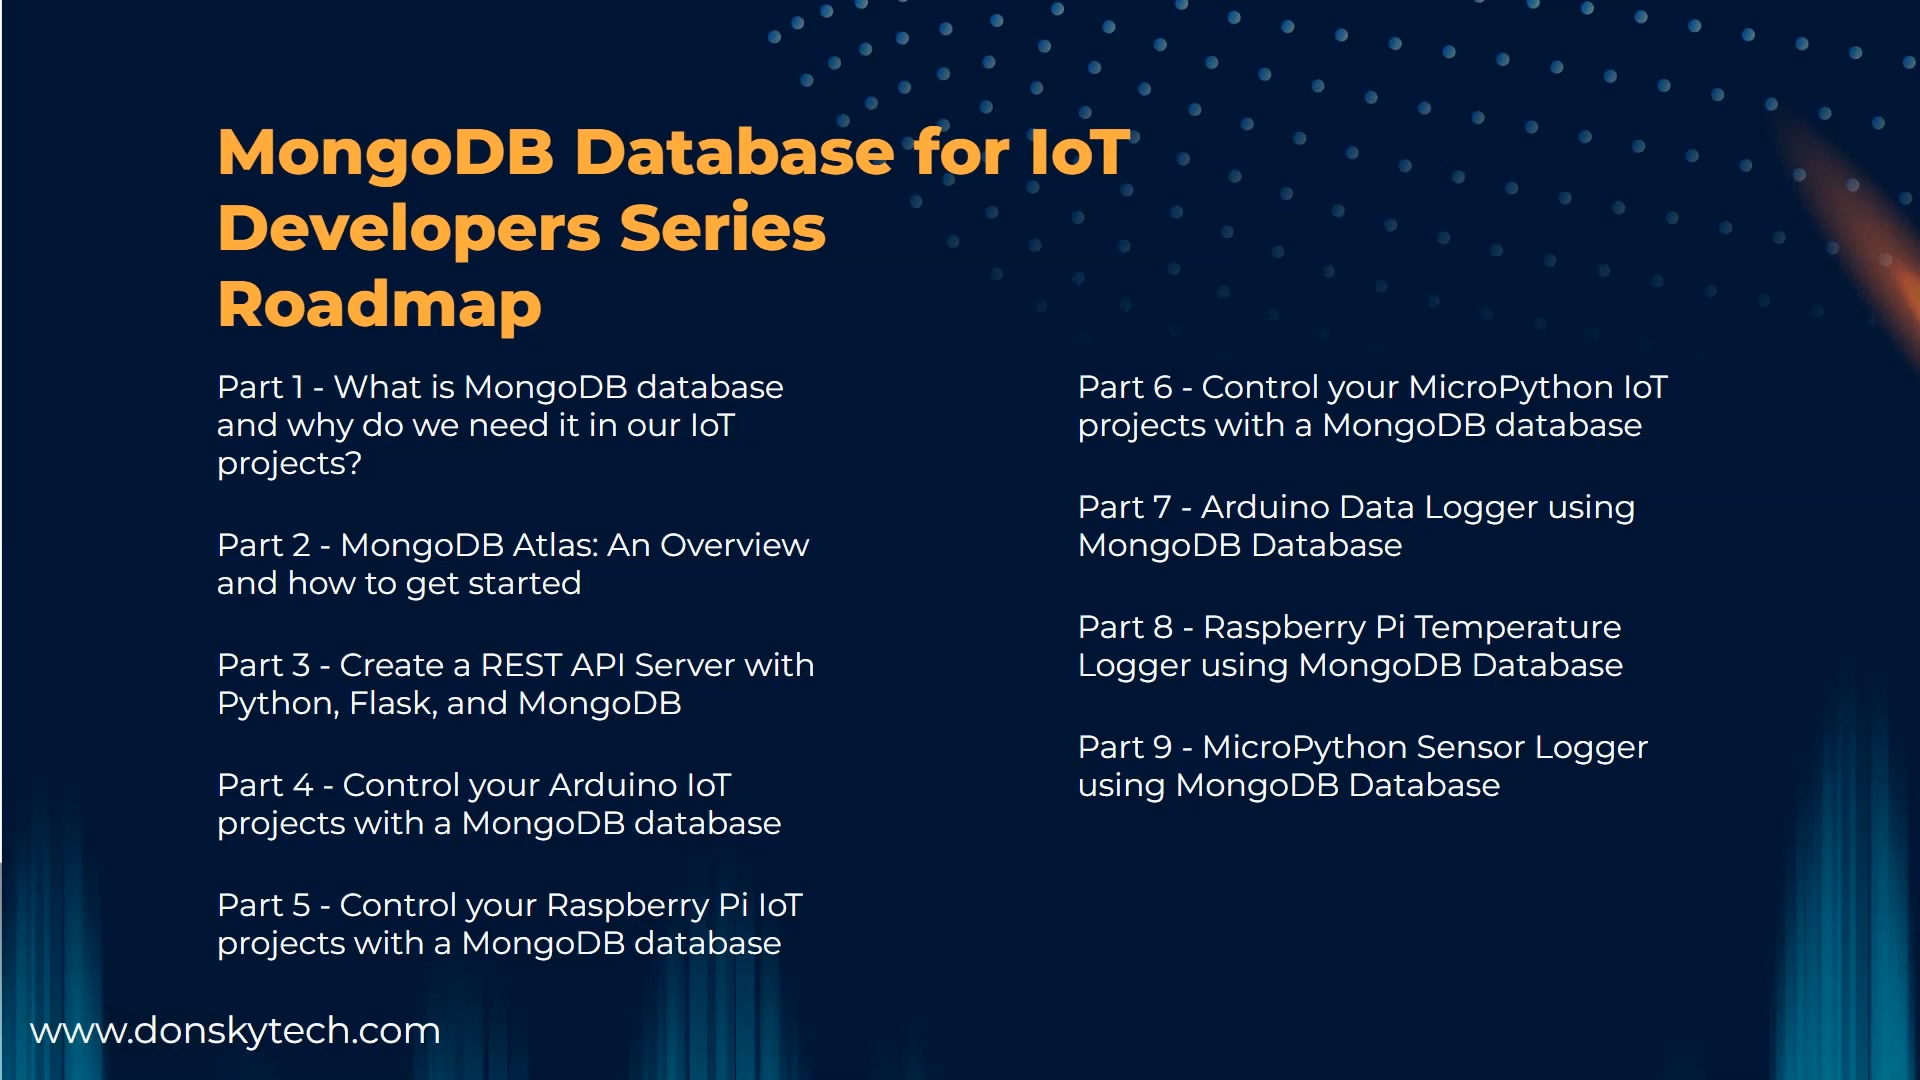 MongoDB Database for IoT
Developers Series
Roadmap
Part 1 - What is MongoDB database
and why do we need it in our IoT
projects?
Part 2 - MongoDB Atlas: An Overview
and how to get started
Part 3 - Create a REST API Server with
Python, Flask, and MongoDB
Part 4 - Control your Arduino IoT
projects with a MongoDB database
Part 5 - Control your Raspberry Pi IoT
projects with a MongoDB database
Part 6 - Control your MicroPython IoT
projects with a MongoDB database
Part 7 - Arduino Data Logger using
MongoDB Database
Part 8 - Raspberry Pi Temperature
Logger using MongoDB Database
Part 9 - MicroPython Sensor Logger
using MongoDB Database
www.donskytech.com